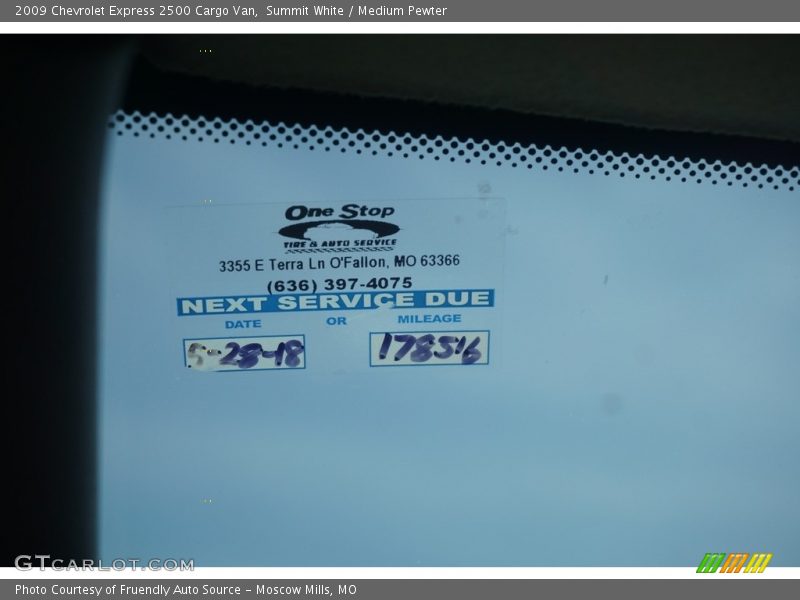 2009 Chevrolet Express 2500 Cargo Van,  Summit White / Medium Pewter
One Stop
TIRE & AUTO SERVICE
3355 E Terra Ln O'Fallon, MO 63366
(636) 397-4075
NEXT SERVICE DUE
DATE OR MILEAGE
5-28-18 178516
GTCARLOT.COM
Photo Courtesy of Fruendly Auto Source – Moscow Mills, MO